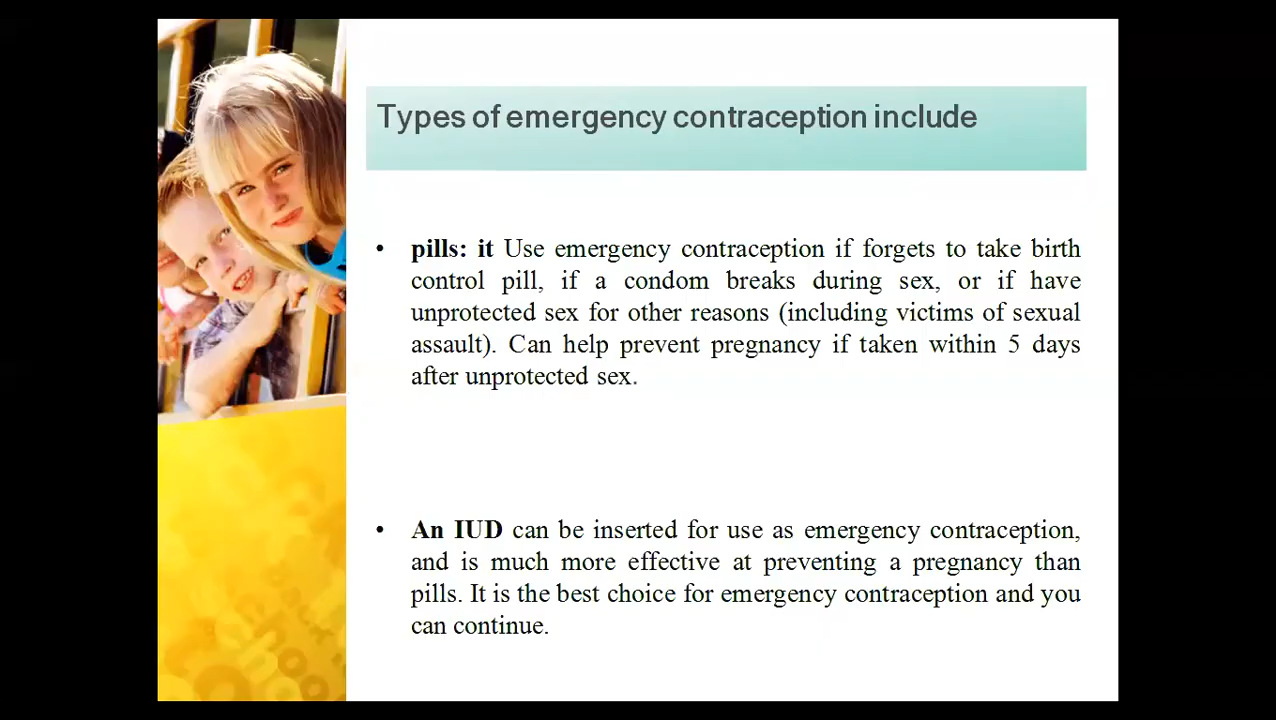 Types of emergency contraception include
• pills: it Use emergency contraception if forgets to take birth
control pill, if a condom breaks during sex, or if have
unprotected sex for other reasons (including victims of sexual
assault). Can help prevent pregnancy if taken within 5 days
after unprotected sex.
• An IUD can be inserted for use as emergency contraception,
and is much more effective at preventing a pregnancy than
pills. It is the best choice for emergency contraception and you
can continue.